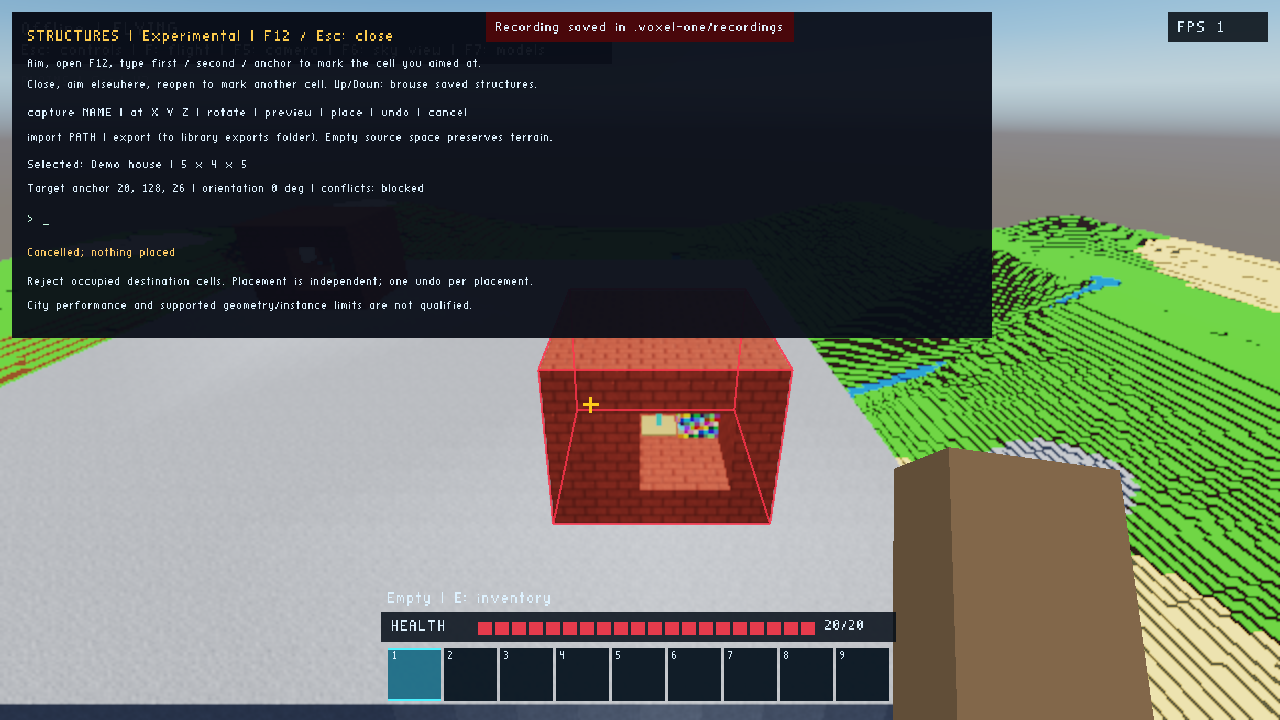 STRUCTURES | Experimental | F12 / Esc: close
Recording saved in .voxel-one/recordings
FPS 1
Aim, open F12, type first / second / anchor to mark the cell you aimed at.
Close, aim elsewhere, reopen to mark another cell. Up/Down: browse saved structures.
capture NAME | at X Y Z | rotate | preview | place | undo | cancel
import PATH | export (to library exports folder). Empty source space preserves terrain.
Selected: Demo house | 5 x 4 x 5
Target anchor 20, 128, 26 | orientation 0 deg | conflicts: blocked
> _
Cancelled; nothing placed
Reject occupied destination cells. Placement is independent; one undo per placement.
City performance and supported geometry/instance limits are not qualified.
Empty | E: inventory
HEALTH 20/20
1 2 3 4 5 6 7 8 9